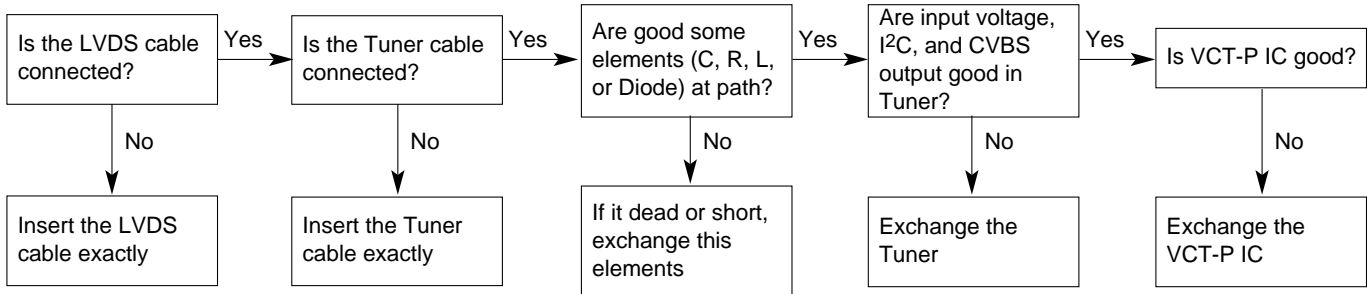 Is the LVDS cable
connected?
Yes
Is the Tuner cable
connected?
Yes
Are good some
elements (C, R, L,
or Diode) at path?
Yes
Are input voltage,
I²C, and CVBS
output good in
Tuner?
Yes
Is VCT-P IC good?
No
No
No
No
No
Insert the LVDS
cable exactly
Insert the Tuner
cable exactly
If it dead or short,
exchange this
elements
Exchange the
Tuner
Exchange the
VCT-P IC